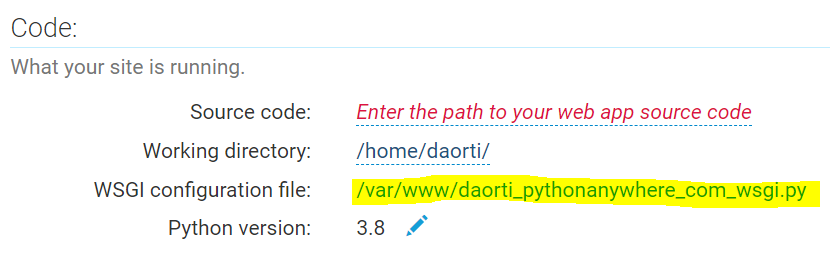 Code:
What your site is running.
Source code: Enter the path to your web app source code
Working directory: /home/daorti/
WSGI configuration file: /var/www/daorti_pythonanywhere_com_wsgi.py
Python version: 3.8